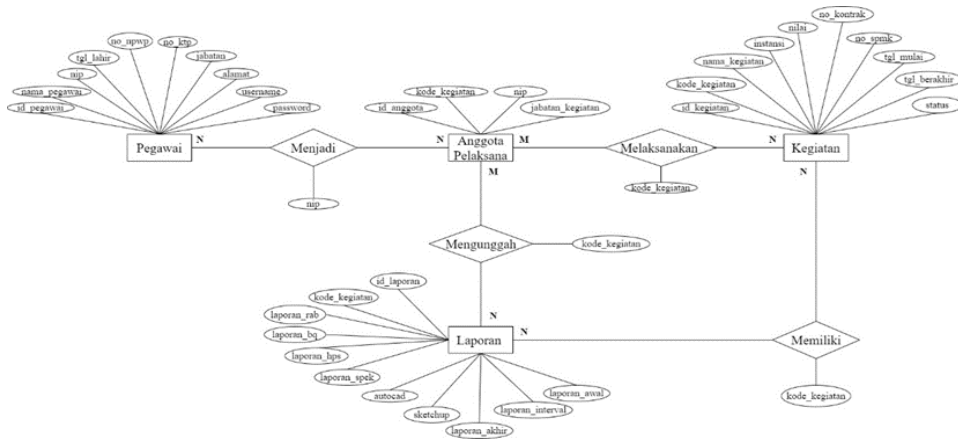 no_kontrak
no_npwp
no_ktp
nilai
no_spmk
tgl_lahir
jabatan
instansi
tgl_mulai
nip
alamat
nama_kegiatan
tgl_berakhir
nama_pegawai
username
kode_kegiatan
nip
kode_kegiatan
status
id_pegawai
password
id_anggota
jabatan_kegiatan
id_kegiatan
N
N
M
N
Pegawai
Menjadi
Anggota
Pelaksana
Melaksanakan
Kegiatan
M
N
nip
kode_kegiatan
Mengunggah
kode_kegiatan
id_laporan
kode_kegiatan
laporan_rab
laporan_bq
laporan_hps
laporan_spek
N
N
Laporan
Memiliki
autocad
sketchup
laporan_akhir
laporan_interval
laporan_awal
kode_kegiatan